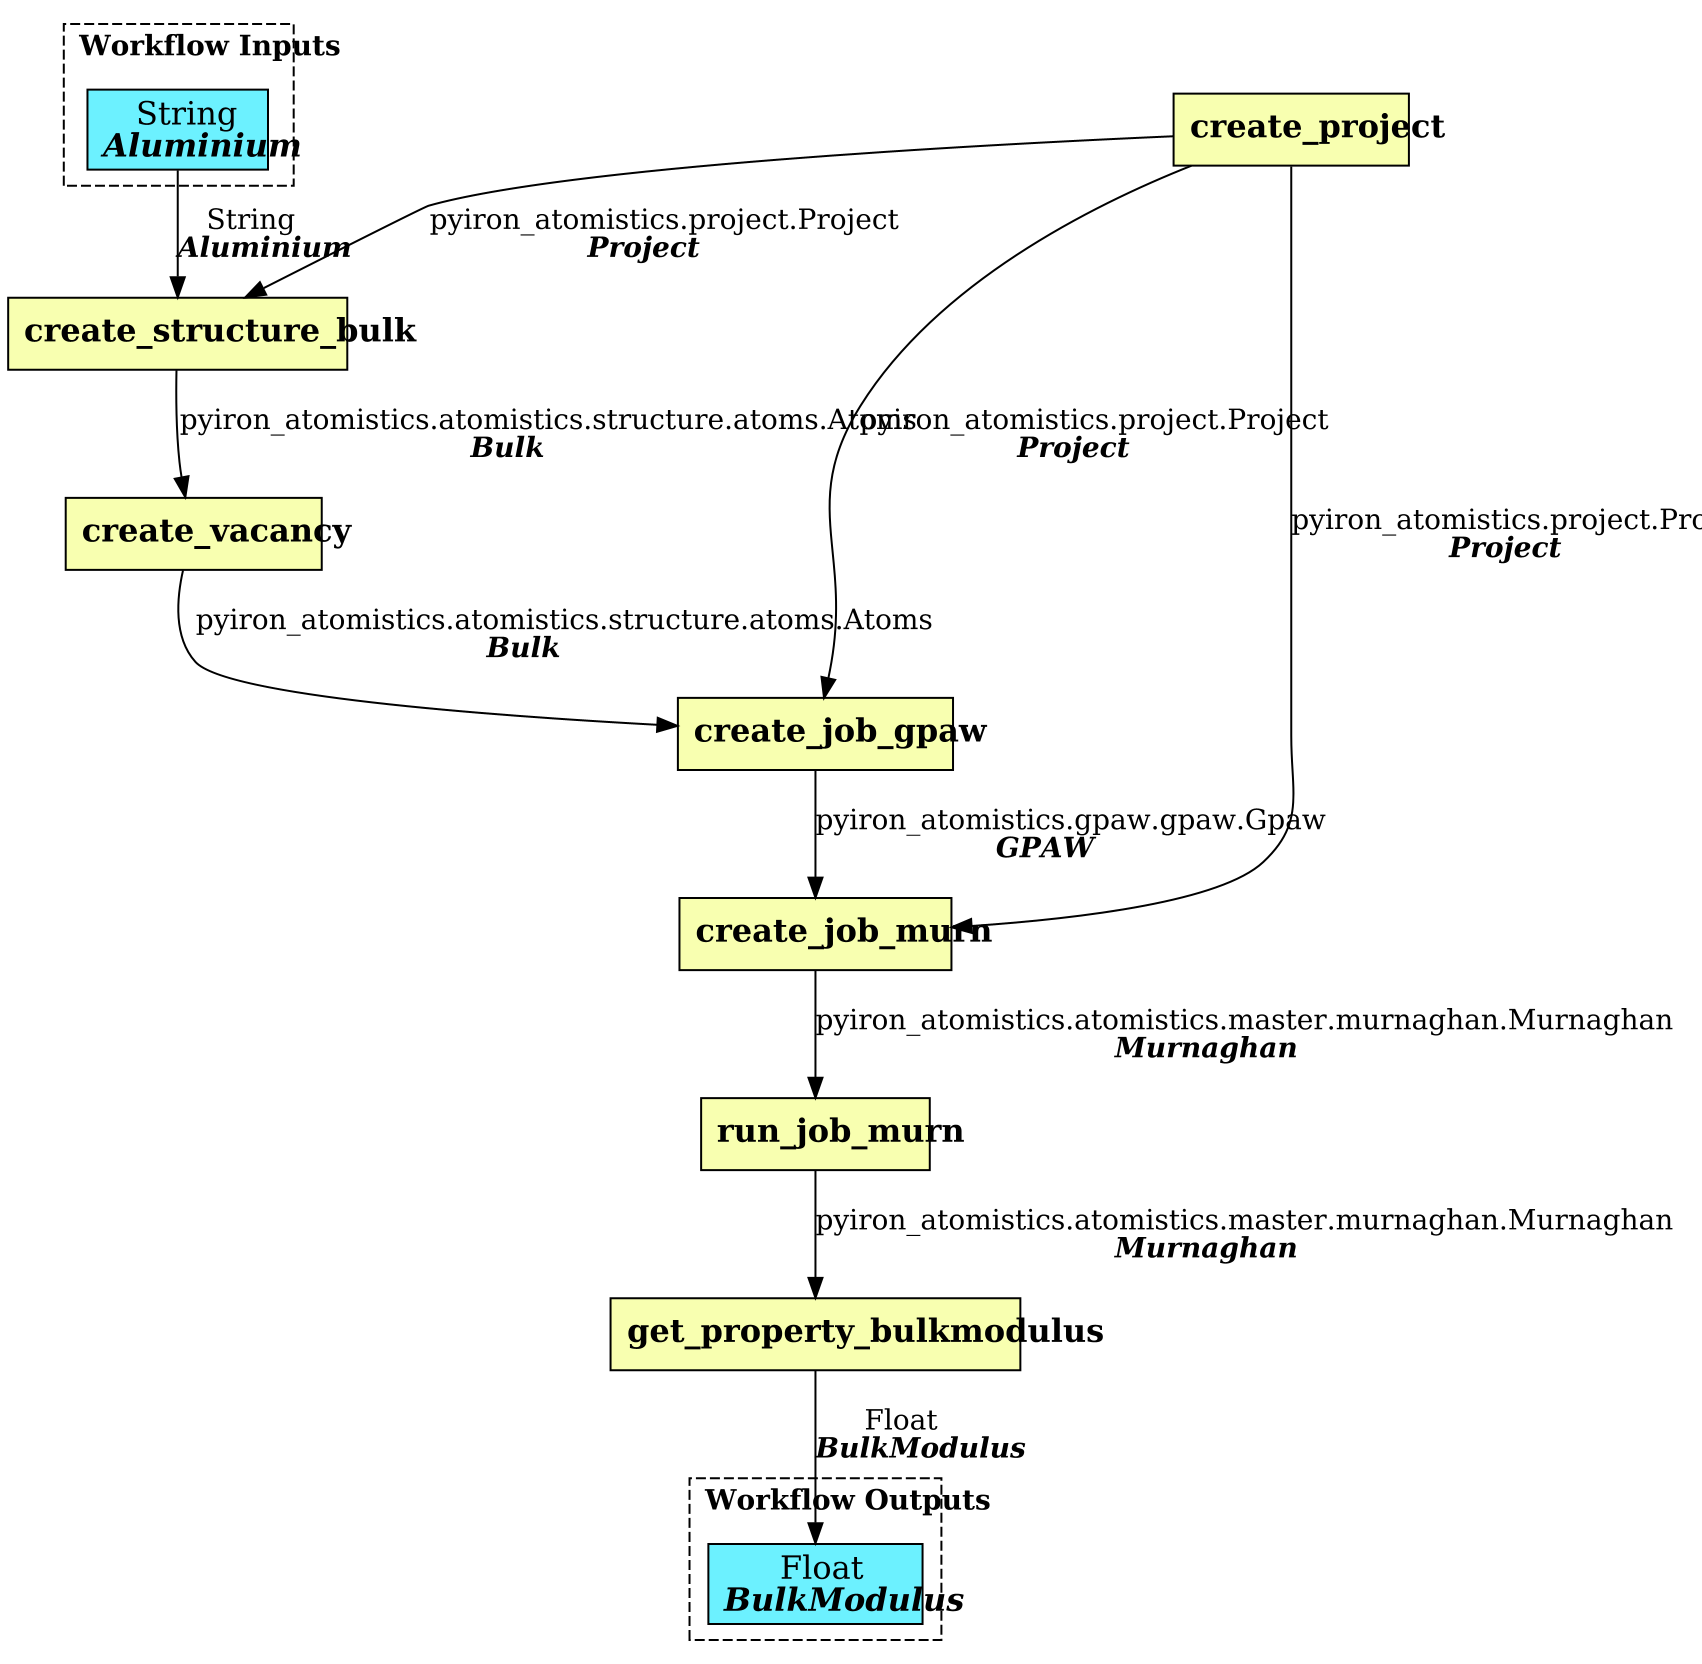 Workflow Inputs
String
Aluminium
create_project
String
Aluminium
pyiron_atomistics.project.Project
Project
create_structure_bulk
pyiron_atomistics.atomistics.structure.atoms.Atoms
Bulk
pyiron_atomistics.project.Project
Project
create_vacancy
pyiron_atomistics.project.Pro
Project
pyiron_atomistics.atomistics.structure.atoms.Atoms
Bulk
create_job_gpaw
pyiron_atomistics.gpaw.gpaw.Gpaw
GPAW
create_job_murn
pyiron_atomistics.atomistics.master.murnaghan.Murnaghan
Murnaghan
run_job_murn
pyiron_atomistics.atomistics.master.murnaghan.Murnaghan
Murnaghan
get_property_bulkmodulus
Float
BulkModulus
Workflow Outputs
Float
BulkModulus